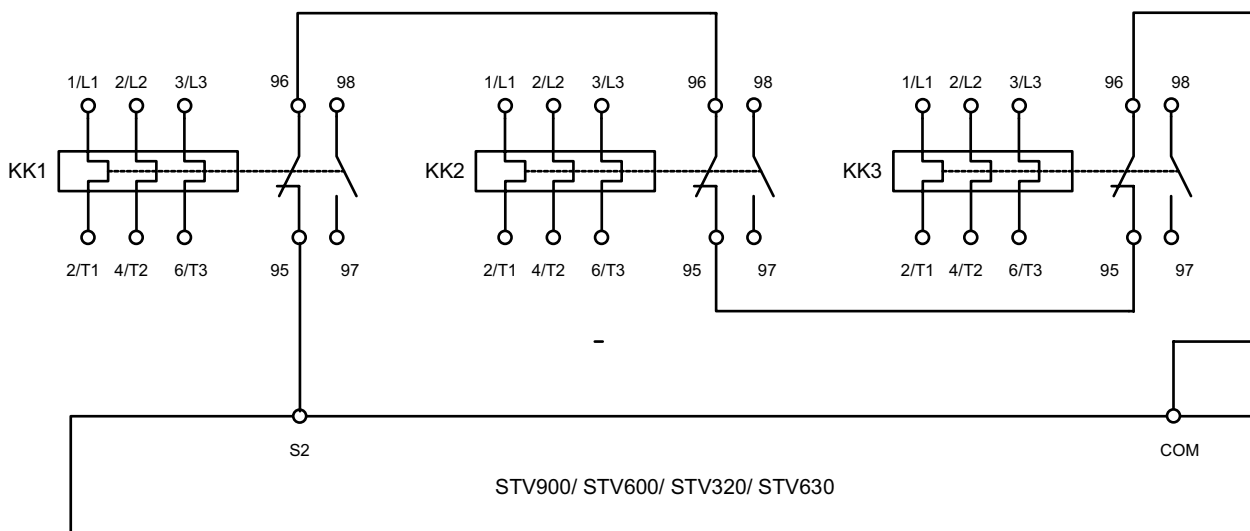 1/L1 2/L2 3/L3 96 98 1/L1 2/L2 3/L3 96 98 1/L1 2/L2 3/L3 96 98
KK1 KK2 KK3
2/T1 4/T2 6/T3 95 97 2/T1 4/T2 6/T3 95 97 2/T1 4/T2 6/T3 95 97
S2 COM
STV900/ STV600/ STV320/ STV630